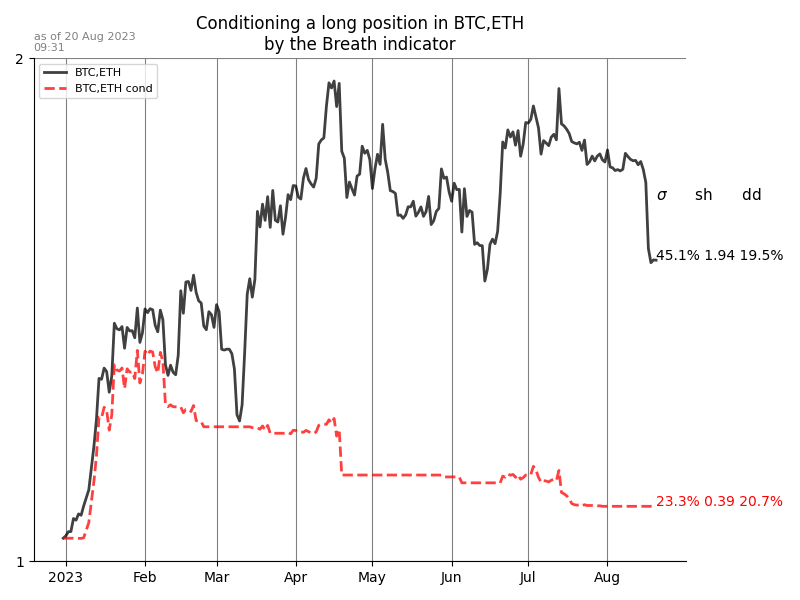 Conditioning a long position in BTC,ETH
by the Breath indicator
as of 20 Aug 2023
09:31
2
BTC,ETH
BTC,ETH cond
σ sh dd
45.1% 1.94 19.5%
23.3% 0.39 20.7%
1
2023 Feb Mar Apr May Jun Jul Aug